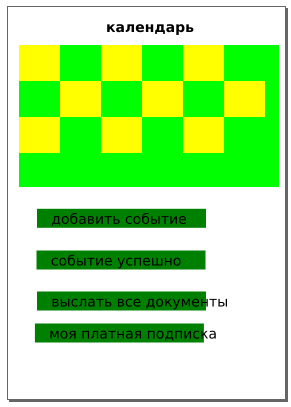 календарь
добавить событие
событие успешно
выслать все документы
моя платная подписка